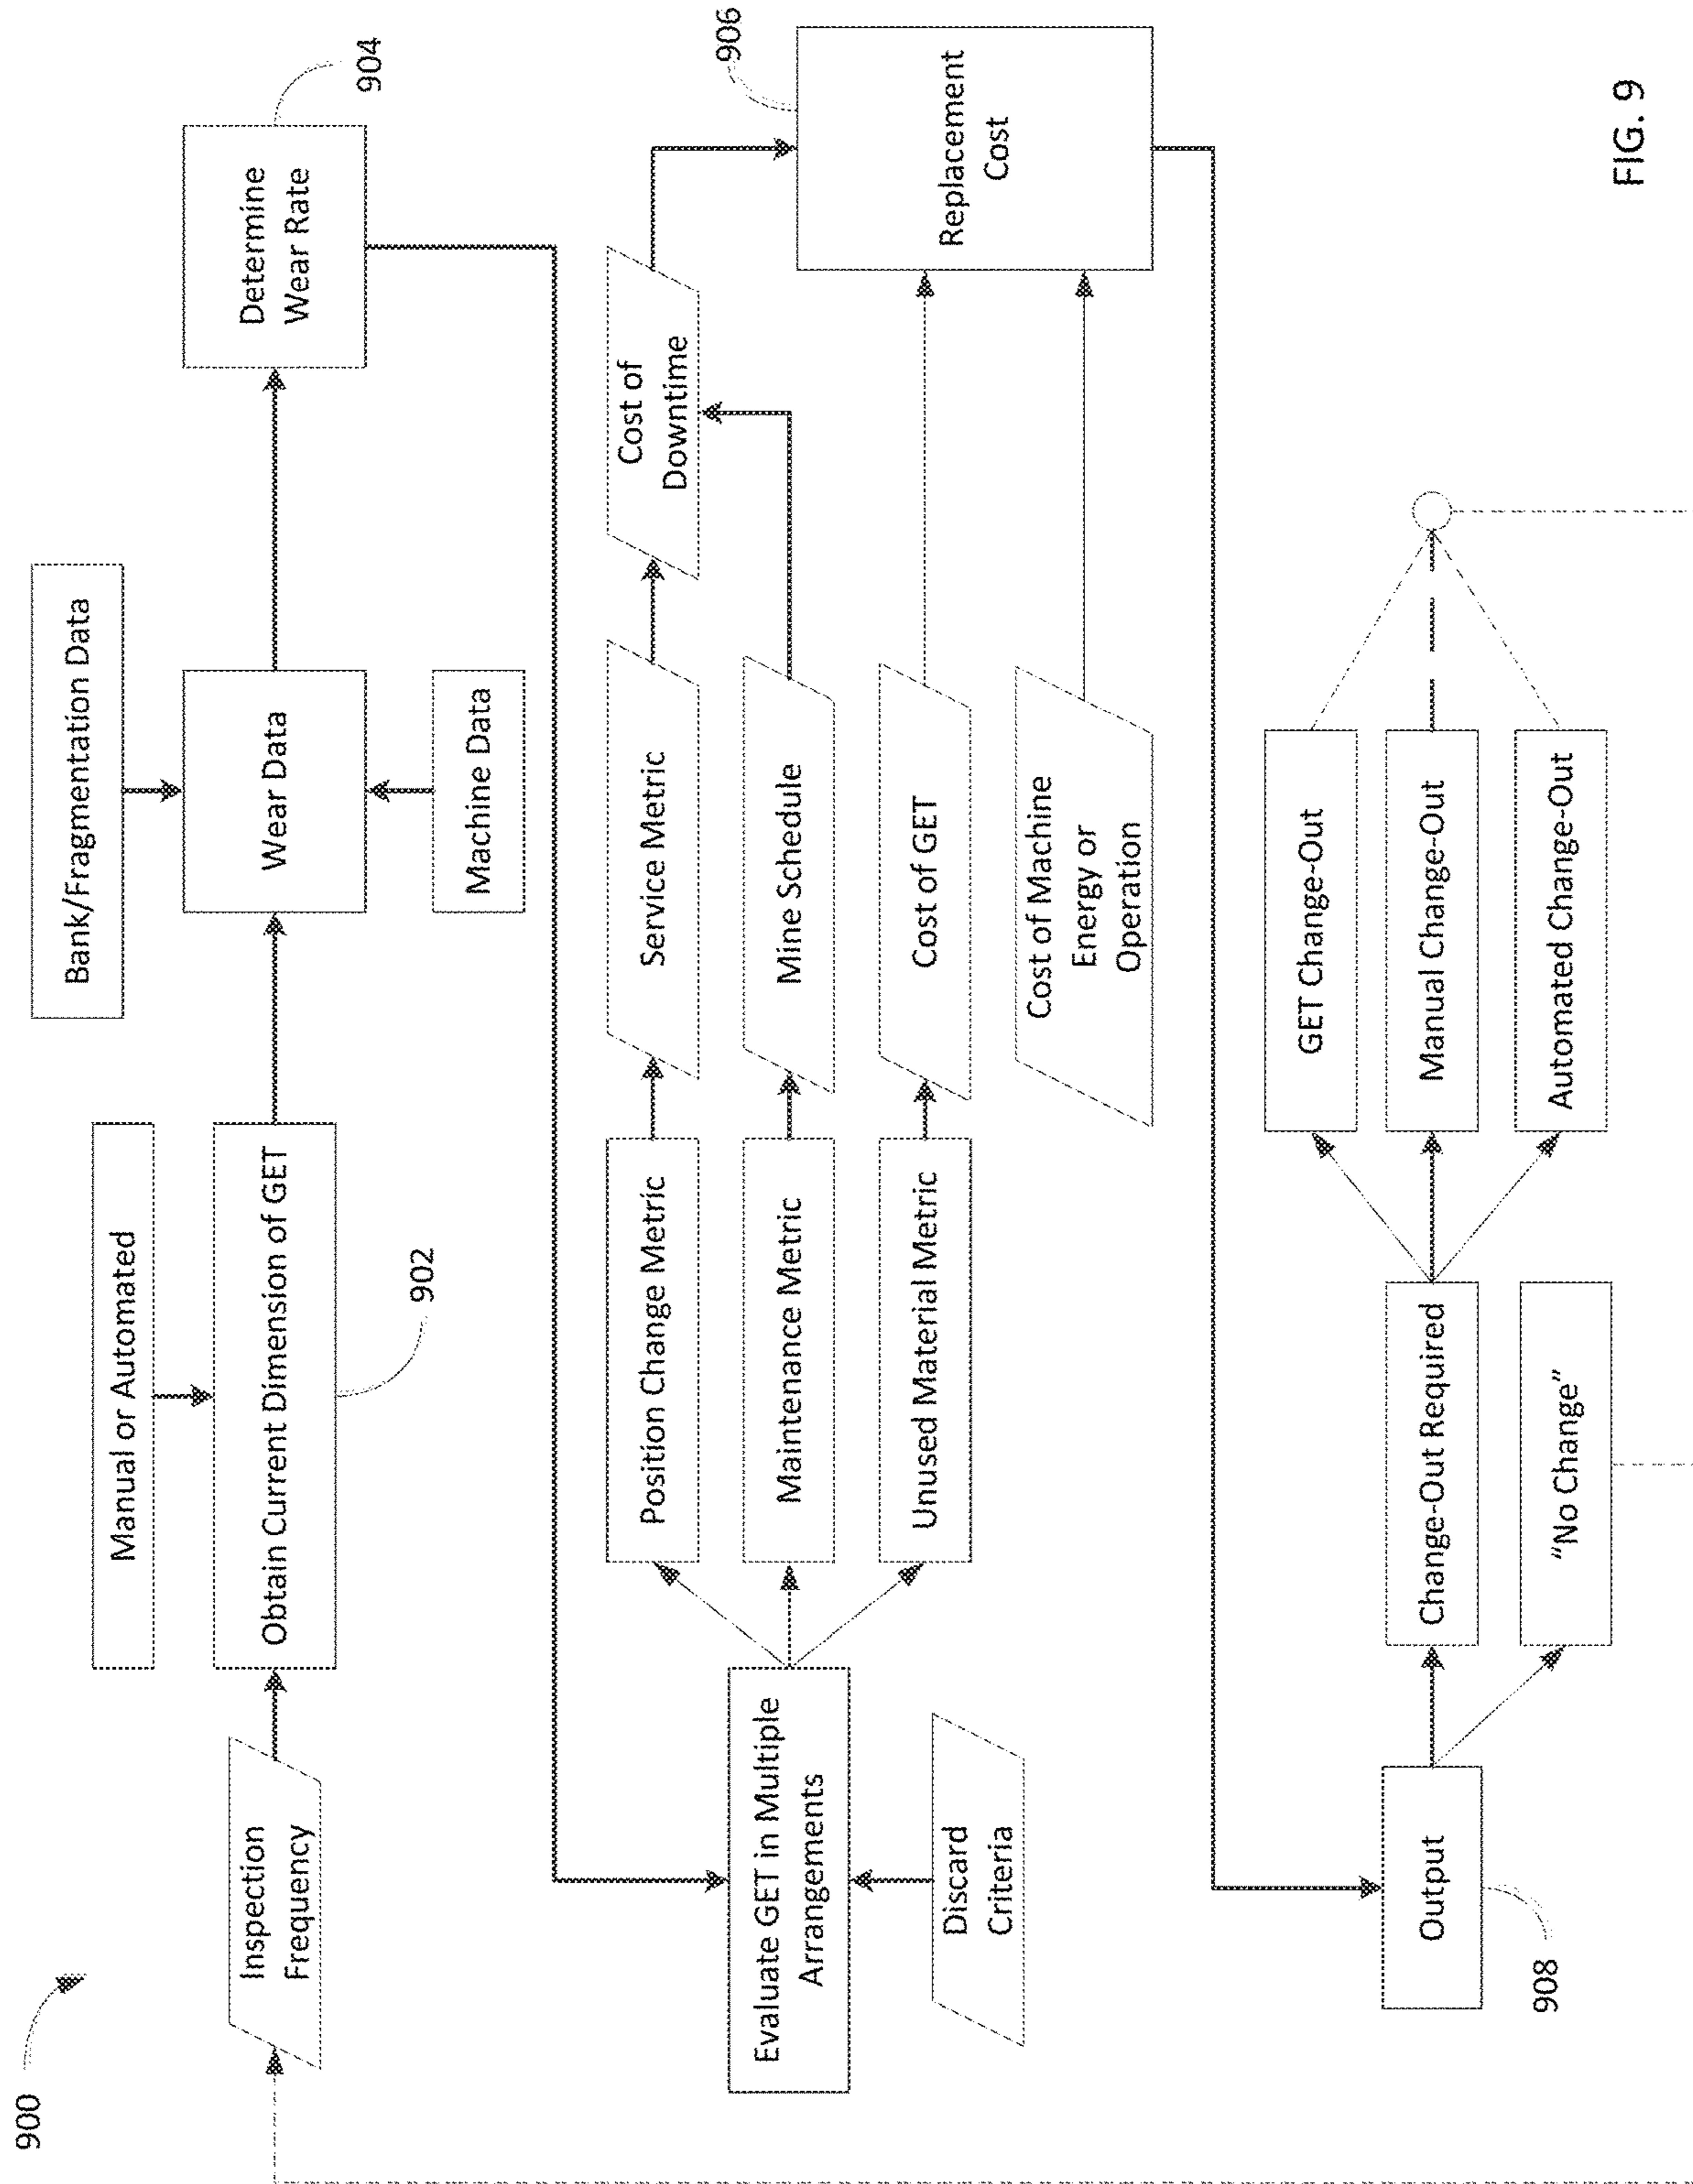 900
Manual or Automated
Bank/Fragmentation Data
Inspection
Frequency
Obtain Current Dimension of GET
Wear Data
Determine
Wear Rate
902
Machine Data
904
Position Change Metric
Service Metric
Cost of
Downtime
906
Evaluate GET in Multiple
Arrangements
Maintenance Metric
Mine Schedule
Discard
Criteria
Unused Material Metric
Cost of GET
Replacement
Cost
Cost of Machine
Energy or
Operation
GET Change-Out
Output
Change-Out Required
Manual Change-Out
908
“No Change”
Automated Change-Out
FIG. 9